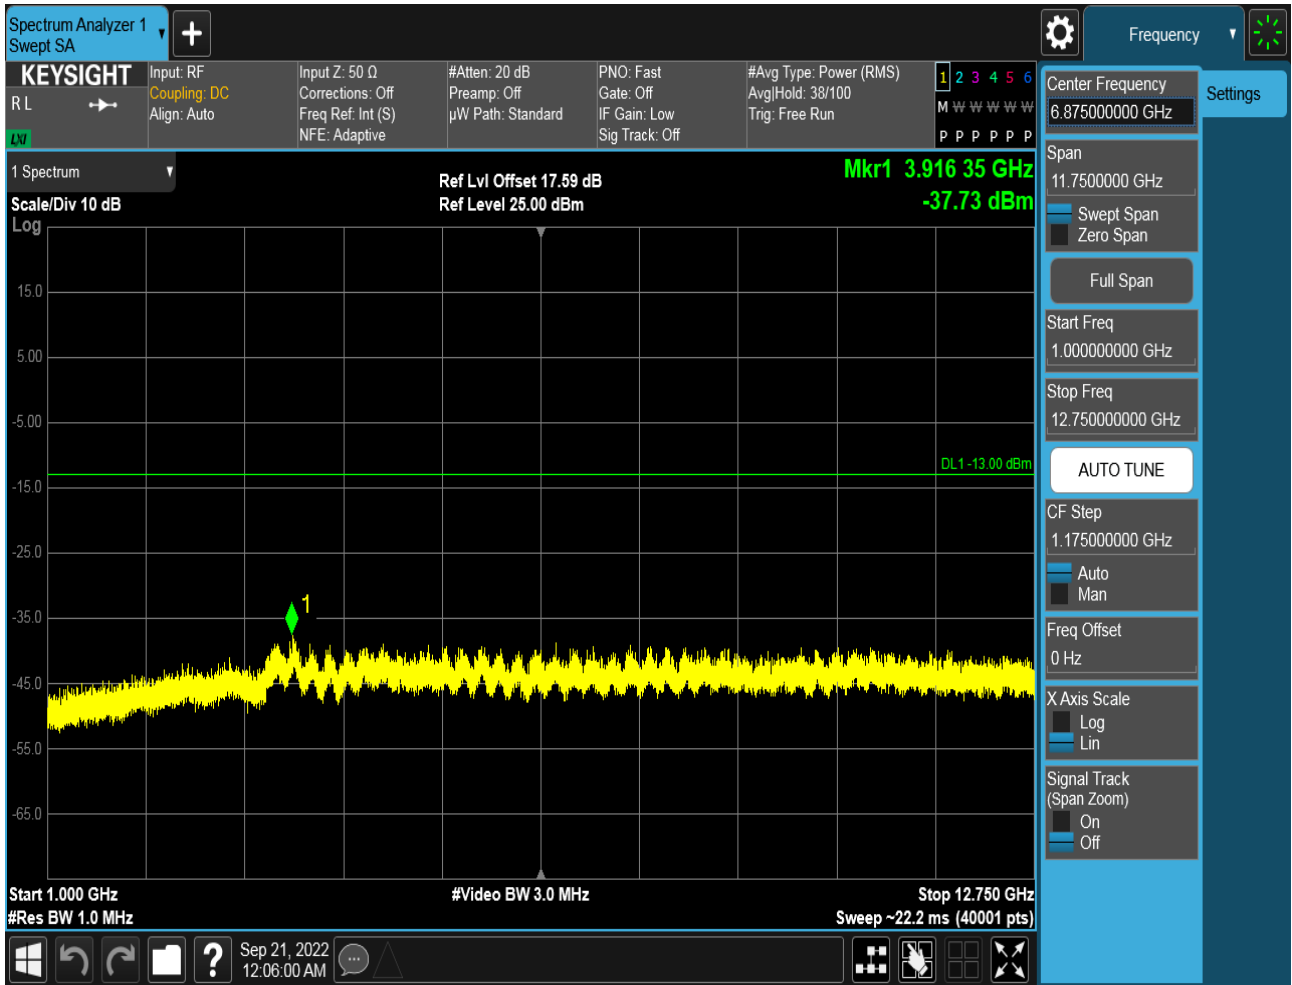 Spectrum Analyzer 1
Swept SA
Frequency
KEYSIGHT
R L
LXI
Input: RF
Coupling: DC
Align: Auto
Input Z: 50 Ω
Corrections: Off
Freq Ref: Int (S)
NFE: Adaptive
#Atten: 20 dB
Preamp: Off
µW Path: Standard
PNO: Fast
Gate: Off
IF Gain: Low
Sig Track: Off
#Avg Type: Power (RMS)
Avg|Hold: 38/100
Trig: Free Run
1 2 3 4 5 6
M W W W W W
P P P P P P
1 Spectrum
Scale/Div 10 dB
Log
Ref Lvl Offset 17.59 dB
Ref Level 25.00 dBm
Mkr1 3.916 35 GHz
-37.73 dBm
15.0
5.00
-5.00
DL1 -13.00 dBm
-15.0
-25.0
1
-35.0
-45.0
-55.0
-65.0
Start 1.000 GHz
#Res BW 1.0 MHz
#Video BW 3.0 MHz
Stop 12.750 GHz
Sweep ~22.2 ms (40001 pts)
Center Frequency
6.875000000 GHz
Settings
Span
11.7500000 GHz
Swept Span
Zero Span
Full Span
Start Freq
1.000000000 GHz
Stop Freq
12.750000000 GHz
AUTO TUNE
CF Step
1.175000000 GHz
Auto
Man
Freq Offset
0 Hz
X Axis Scale
Log
Lin
Signal Track
(Span Zoom)
On
Off
?
Sep 21, 2022
12:06:00 AM